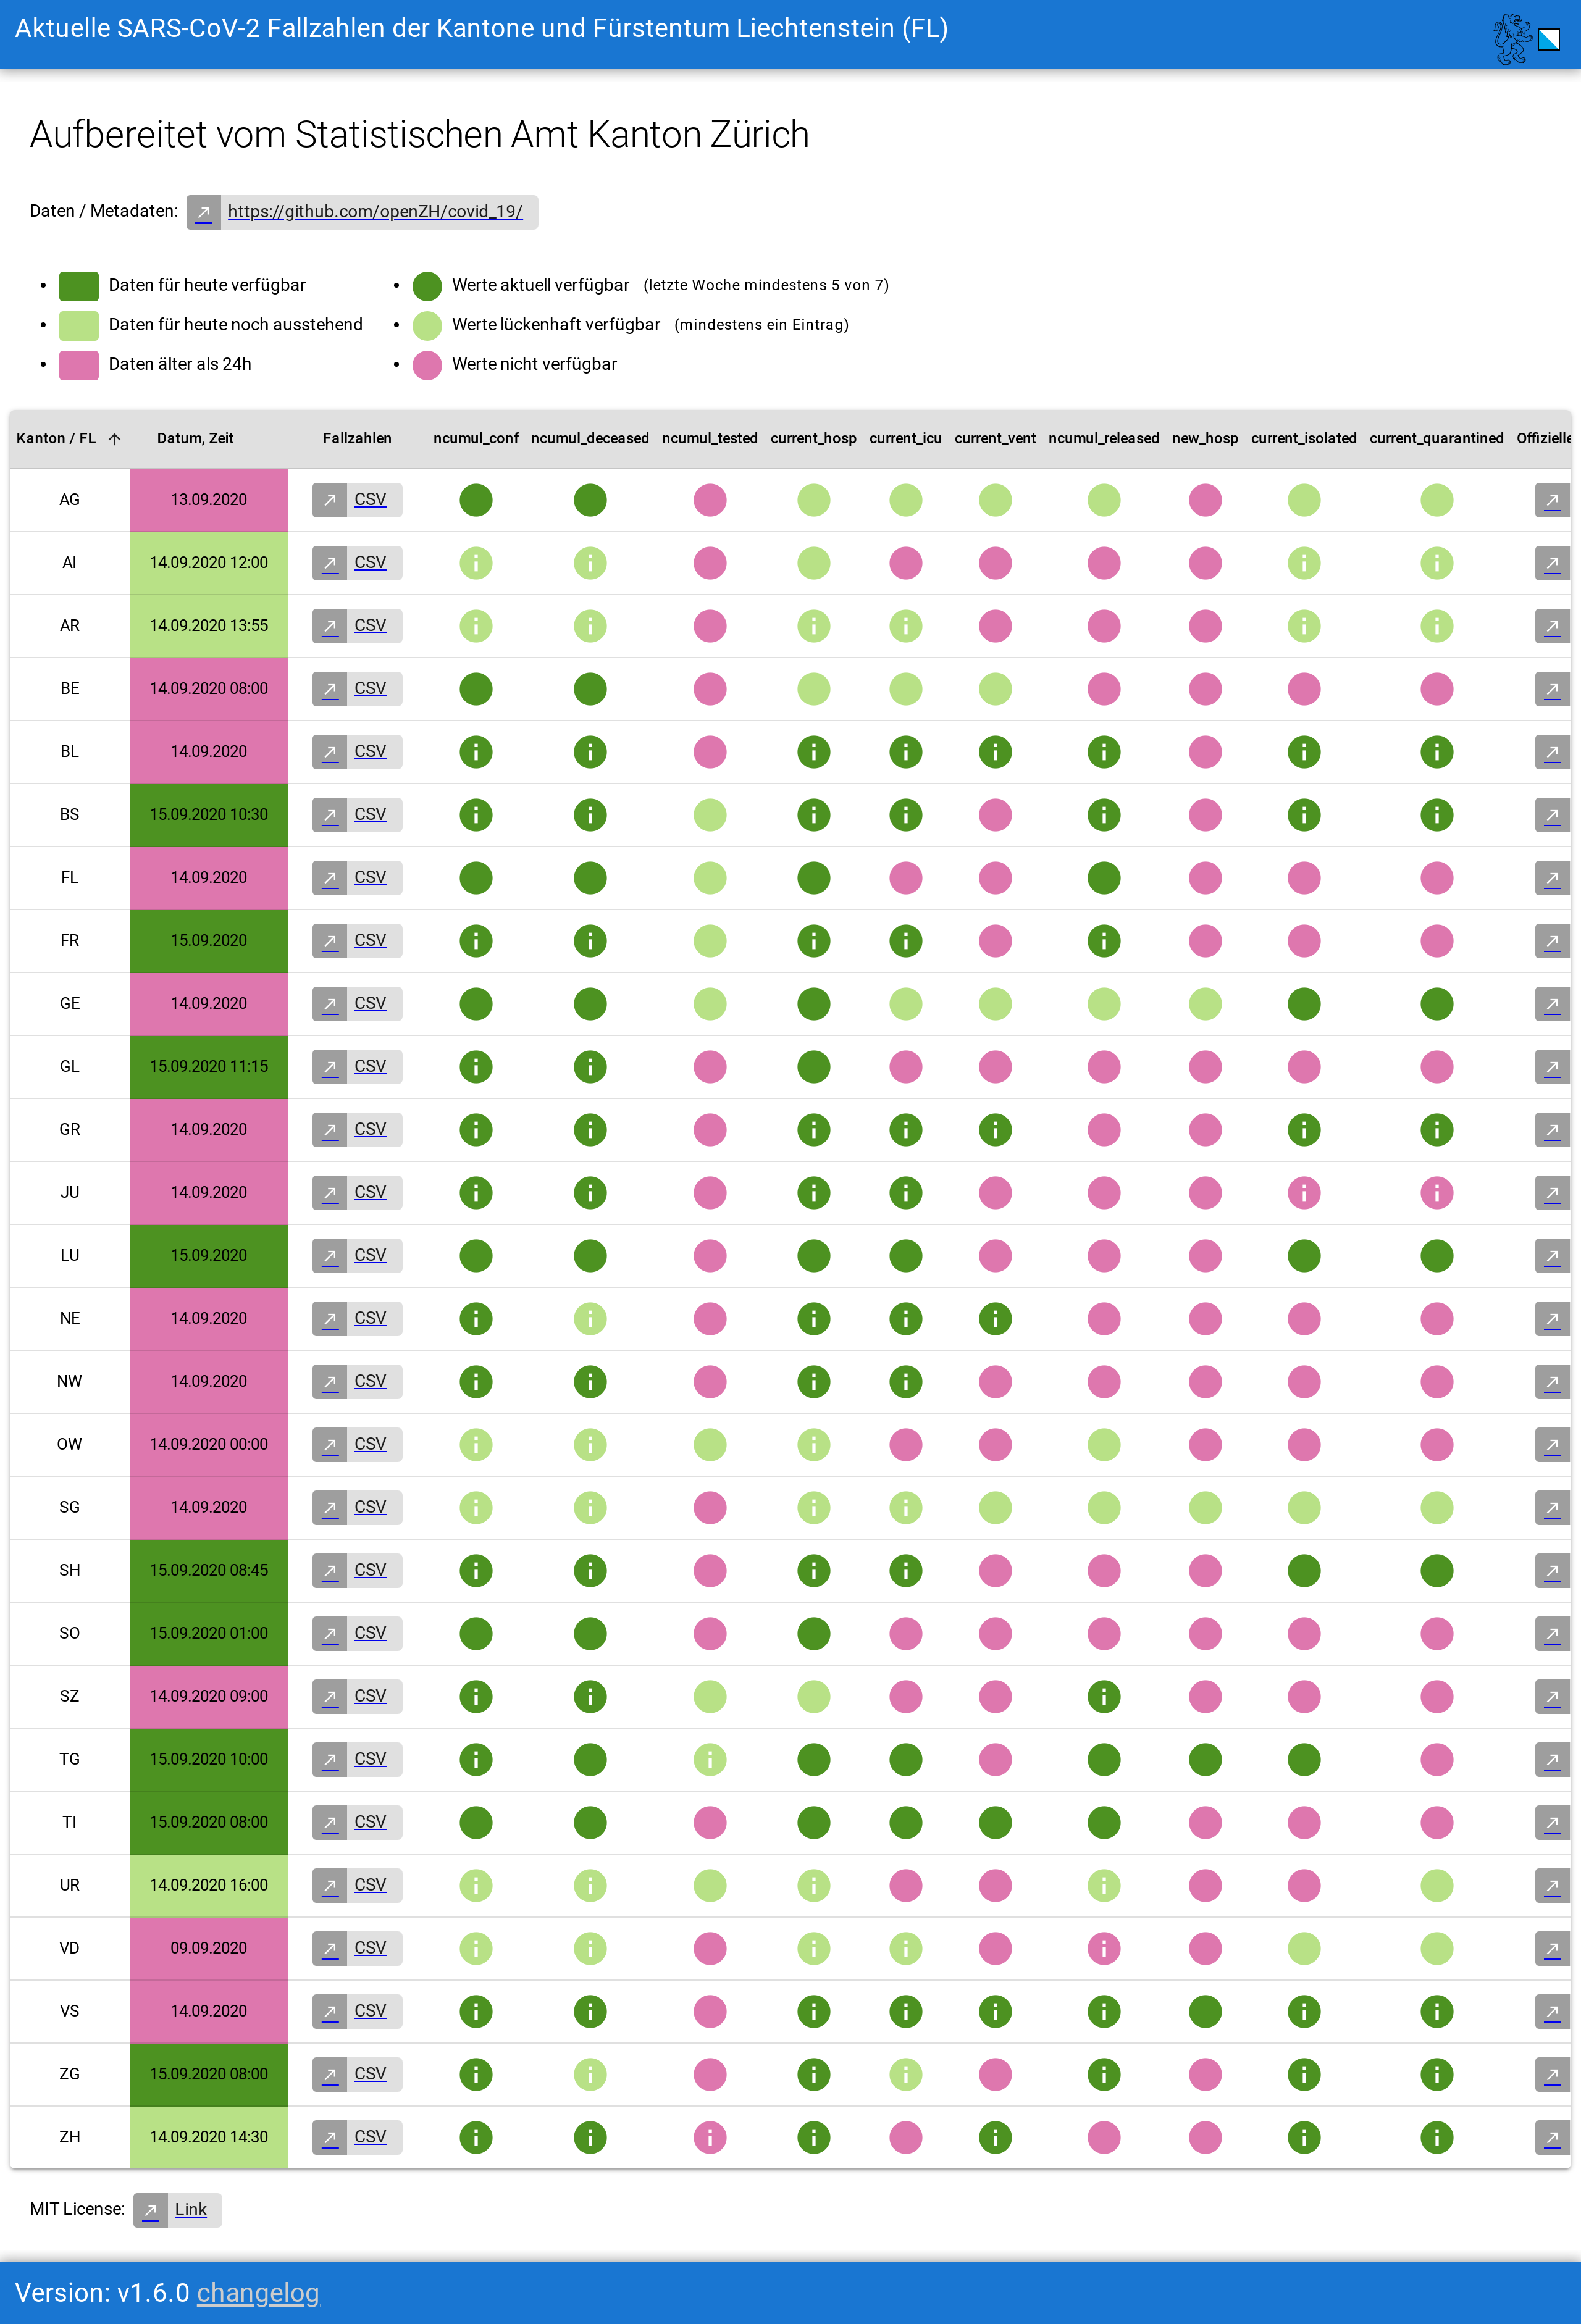 Aktuelle SARS-CoV-2 Fallzahlen der Kantone und Fürstentum Liechtenstein (FL)
Aufbereitet vom Statistischen Amt Kanton Zürich
Daten / Metadaten: https://github.com/openZH/covid_19/
Daten für heute verfügbar
Daten für heute noch ausstehend
Daten älter als 24h
Werte aktuell verfügbar (letzte Woche mindestens 5 von 7)
Werte lückenhaft verfügbar (mindestens ein Eintrag)
Werte nicht verfügbar
Kanton / FL Datum, Zeit Fallzahlen ncumul_conf ncumul_deceased ncumul_tested current_hosp current_icu current_vent ncumul_released new_hosp current_isolated current_quarantined Offizielle
AG 13.09.2020 CSV
AI 14.09.2020 12:00 CSV
AR 14.09.2020 13:55 CSV
BE 14.09.2020 08:00 CSV
BL 14.09.2020 CSV
BS 15.09.2020 10:30 CSV
FL 14.09.2020 CSV
FR 15.09.2020 CSV
GE 14.09.2020 CSV
GL 15.09.2020 11:15 CSV
GR 14.09.2020 CSV
JU 14.09.2020 CSV
LU 15.09.2020 CSV
NE 14.09.2020 CSV
NW 14.09.2020 CSV
OW 14.09.2020 00:00 CSV
SG 14.09.2020 CSV
SH 15.09.2020 08:45 CSV
SO 15.09.2020 01:00 CSV
SZ 14.09.2020 09:00 CSV
TG 15.09.2020 10:00 CSV
TI 15.09.2020 08:00 CSV
UR 14.09.2020 16:00 CSV
VD 09.09.2020 CSV
VS 14.09.2020 CSV
ZG 15.09.2020 08:00 CSV
ZH 14.09.2020 14:30 CSV
MIT License: Link
Version: v1.6.0 changelog